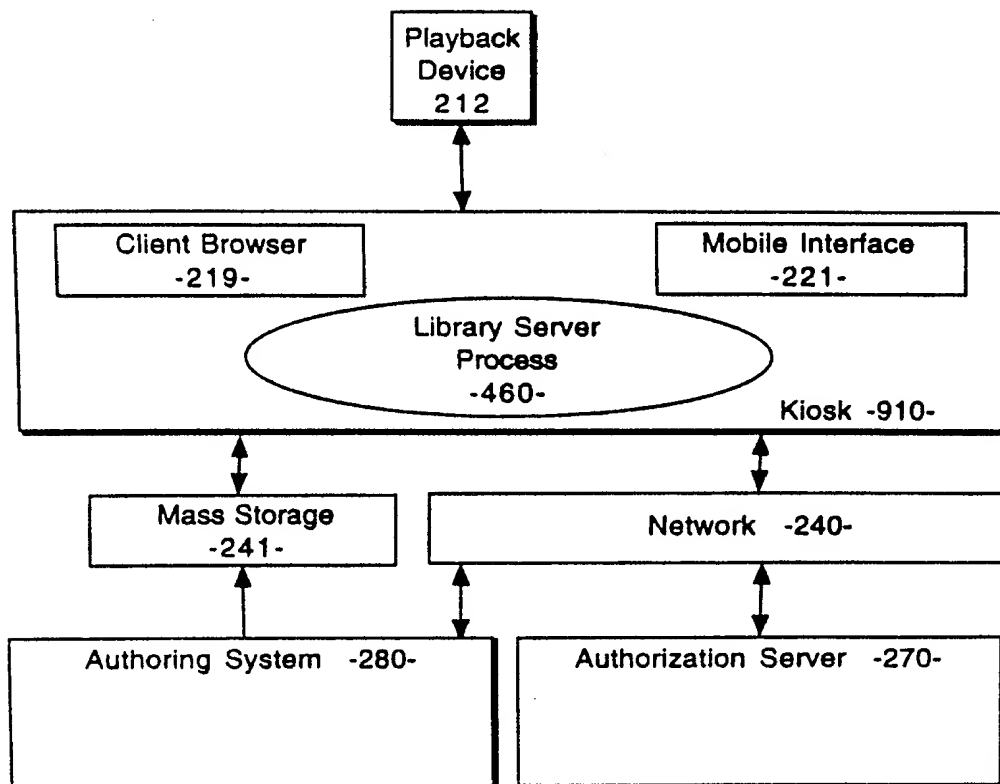 Playback
Device
212
Client Browser
-219-
Mobile Interface
-221-
Library Server
Process
-460-
Kiosk -910-
Mass Storage
-241-
Network -240-
Authoring System -280-
Authorization Server -270-